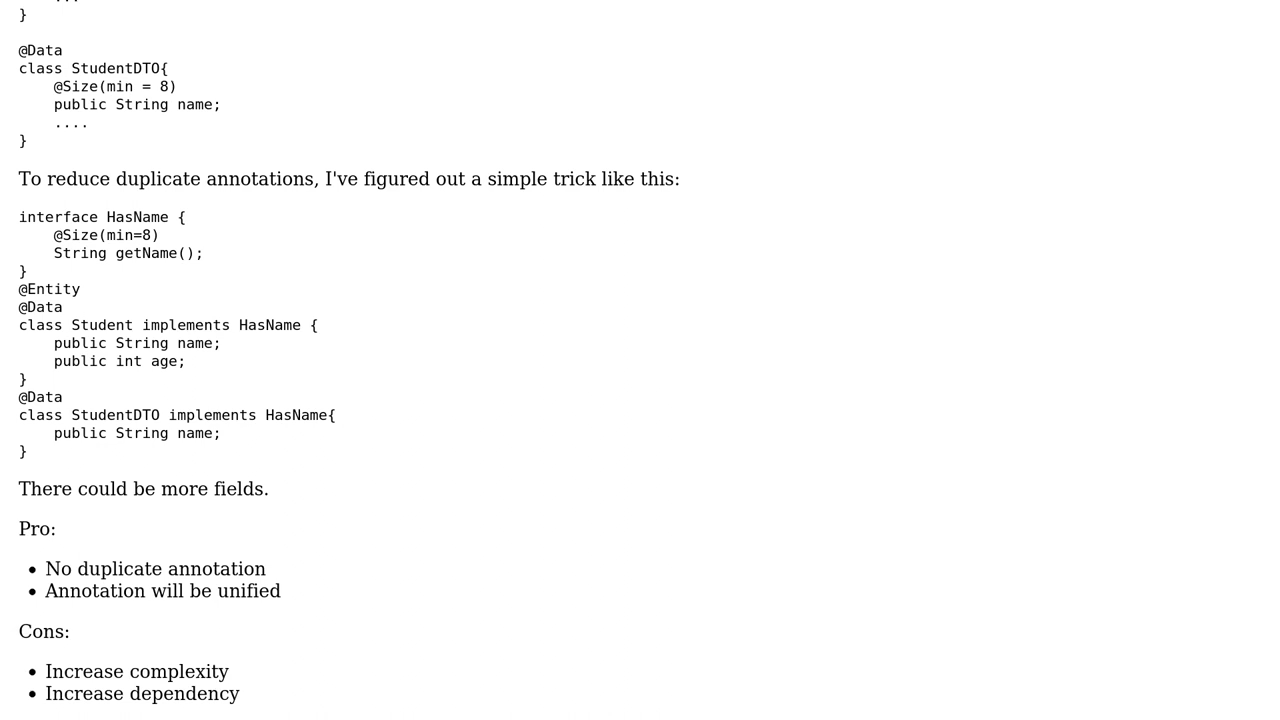 ...
}

@Data
class StudentDTO{
    @Size(min = 8)
    public String name;
    ....
}
To reduce duplicate annotations, I've figured out a simple trick like this:
interface HasName {
    @Size(min=8)
    String getName();
}
@Entity
@Data
class Student implements HasName {
    public String name;
    public int age;
}
@Data
class StudentDTO implements HasName{
    public String name;
}
There could be more fields.
Pro:
• No duplicate annotation
• Annotation will be unified
Cons:
• Increase complexity
• Increase dependency